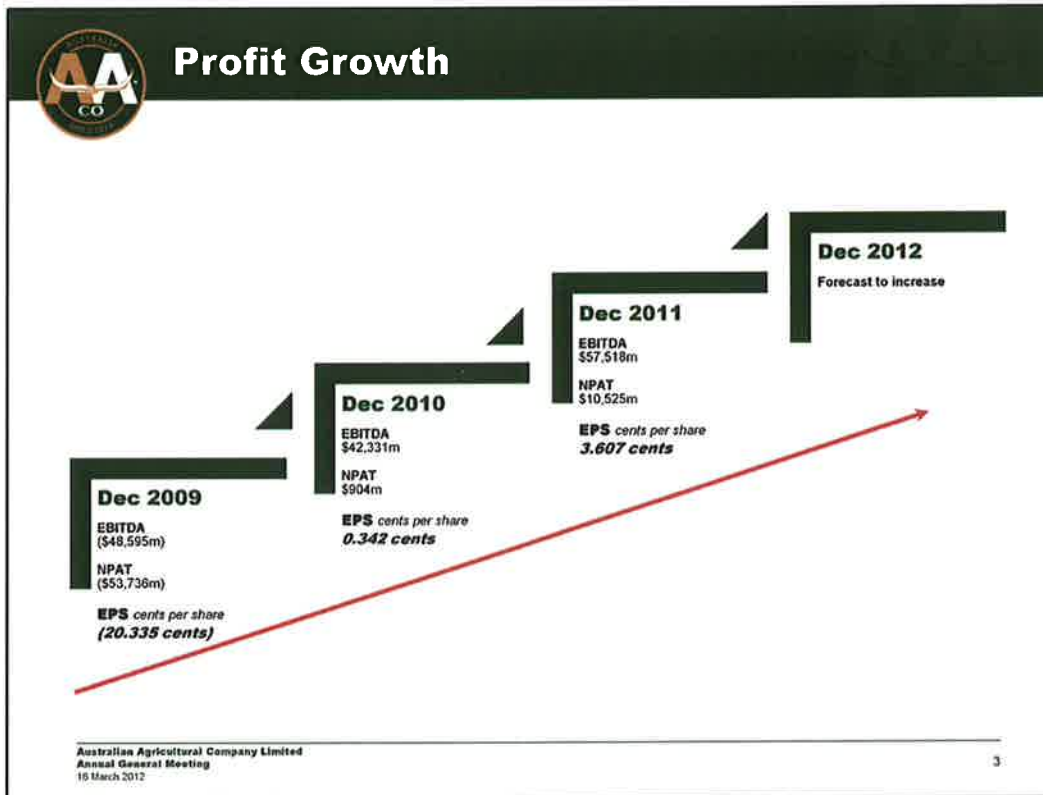 AA
CO
Profit Growth
Dec 2009
EBITDA
($48,595m)
NPAT
($53,736m)
EPS cents per share
(20.335 cents)
Dec 2010
EBITDA
$42,331m
NPAT
$904m
EPS cents per share
0.342 cents
Dec 2011
EBITDA
$57,518m
NPAT
$10,525m
EPS cents per share
3.607 cents
Dec 2012
Forecast to increase
Australian Agricultural Company Limited
Annual General Meeting
16 March 2012
3